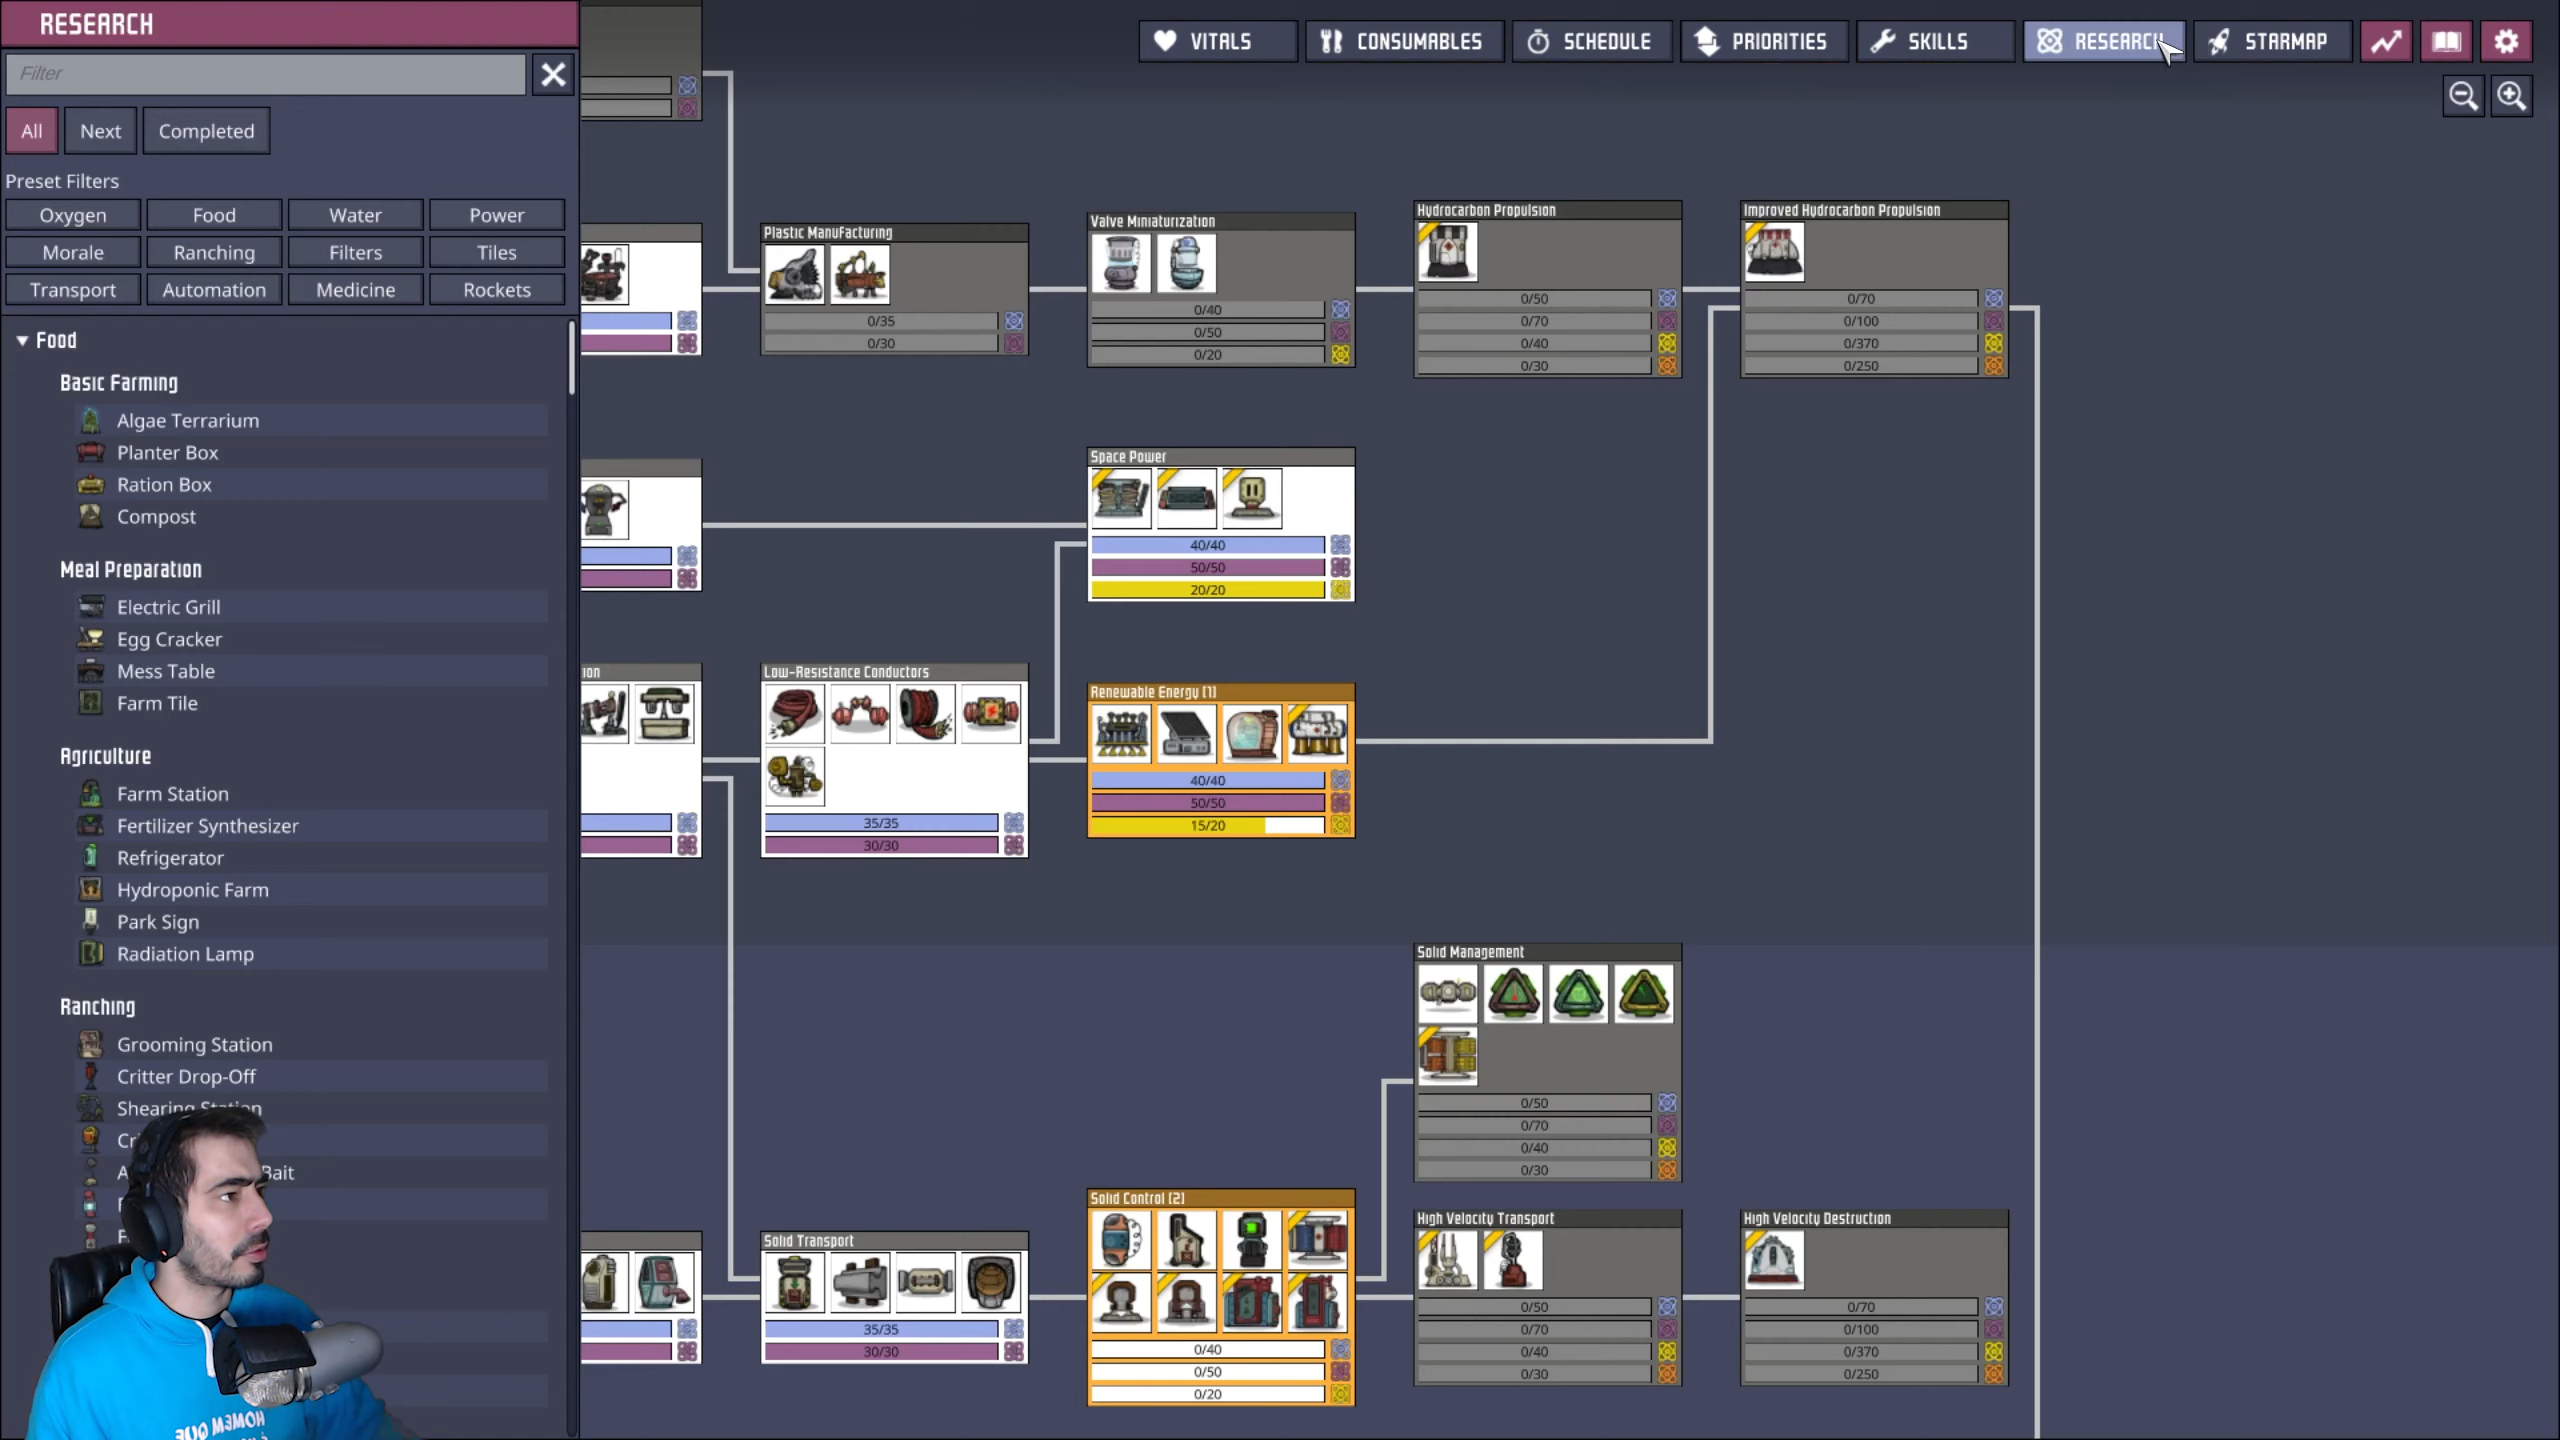 RESEARCH
Filter
All
Next
Completed
Preset Filters
Oxygen
Food
Water
Power
Morale
Ranching
Filters
Tiles
Transport
Automation
Medicine
Rockets
Food
Basic Farming
Algae Terrarium
Planter Box
Ration Box
Compost
Meal Preparation
Electric Grill
Egg Cracker
Mess Table
Farm Tile
Agriculture
Farm Station
Fertilizer Synthesizer
Refrigerator
Hydroponic Farm
Park Sign
Radiation Lamp
Ranching
Grooming Station
Critter Drop-Off
Shearing Station
Bait
VITALS
CONSUMABLES
SCHEDULE
PRIORITIES
SKILLS
RESEARCH
STARMAP
Plastic Manufacturing
0/35
0/30
Valve Miniaturization
0/40
0/50
0/20
Hydrocarbon Propulsion
0/50
0/70
0/40
0/30
Improved Hydrocarbon Propulsion
0/70
0/100
0/370
0/250
Space Power
40/40
50/50
20/20
ion
Low-Resistance Conductors
35/35
30/30
Renewable Energy [1]
40/40
50/50
15/20
Solid Management
0/50
0/70
0/40
0/30
Solid Transport
35/35
30/30
Solid Control [2]
0/40
0/50
0/20
High Velocity Transport
0/50
0/70
0/40
0/30
High Velocity Destruction
0/70
0/100
0/370
0/250
HOMEM QUE